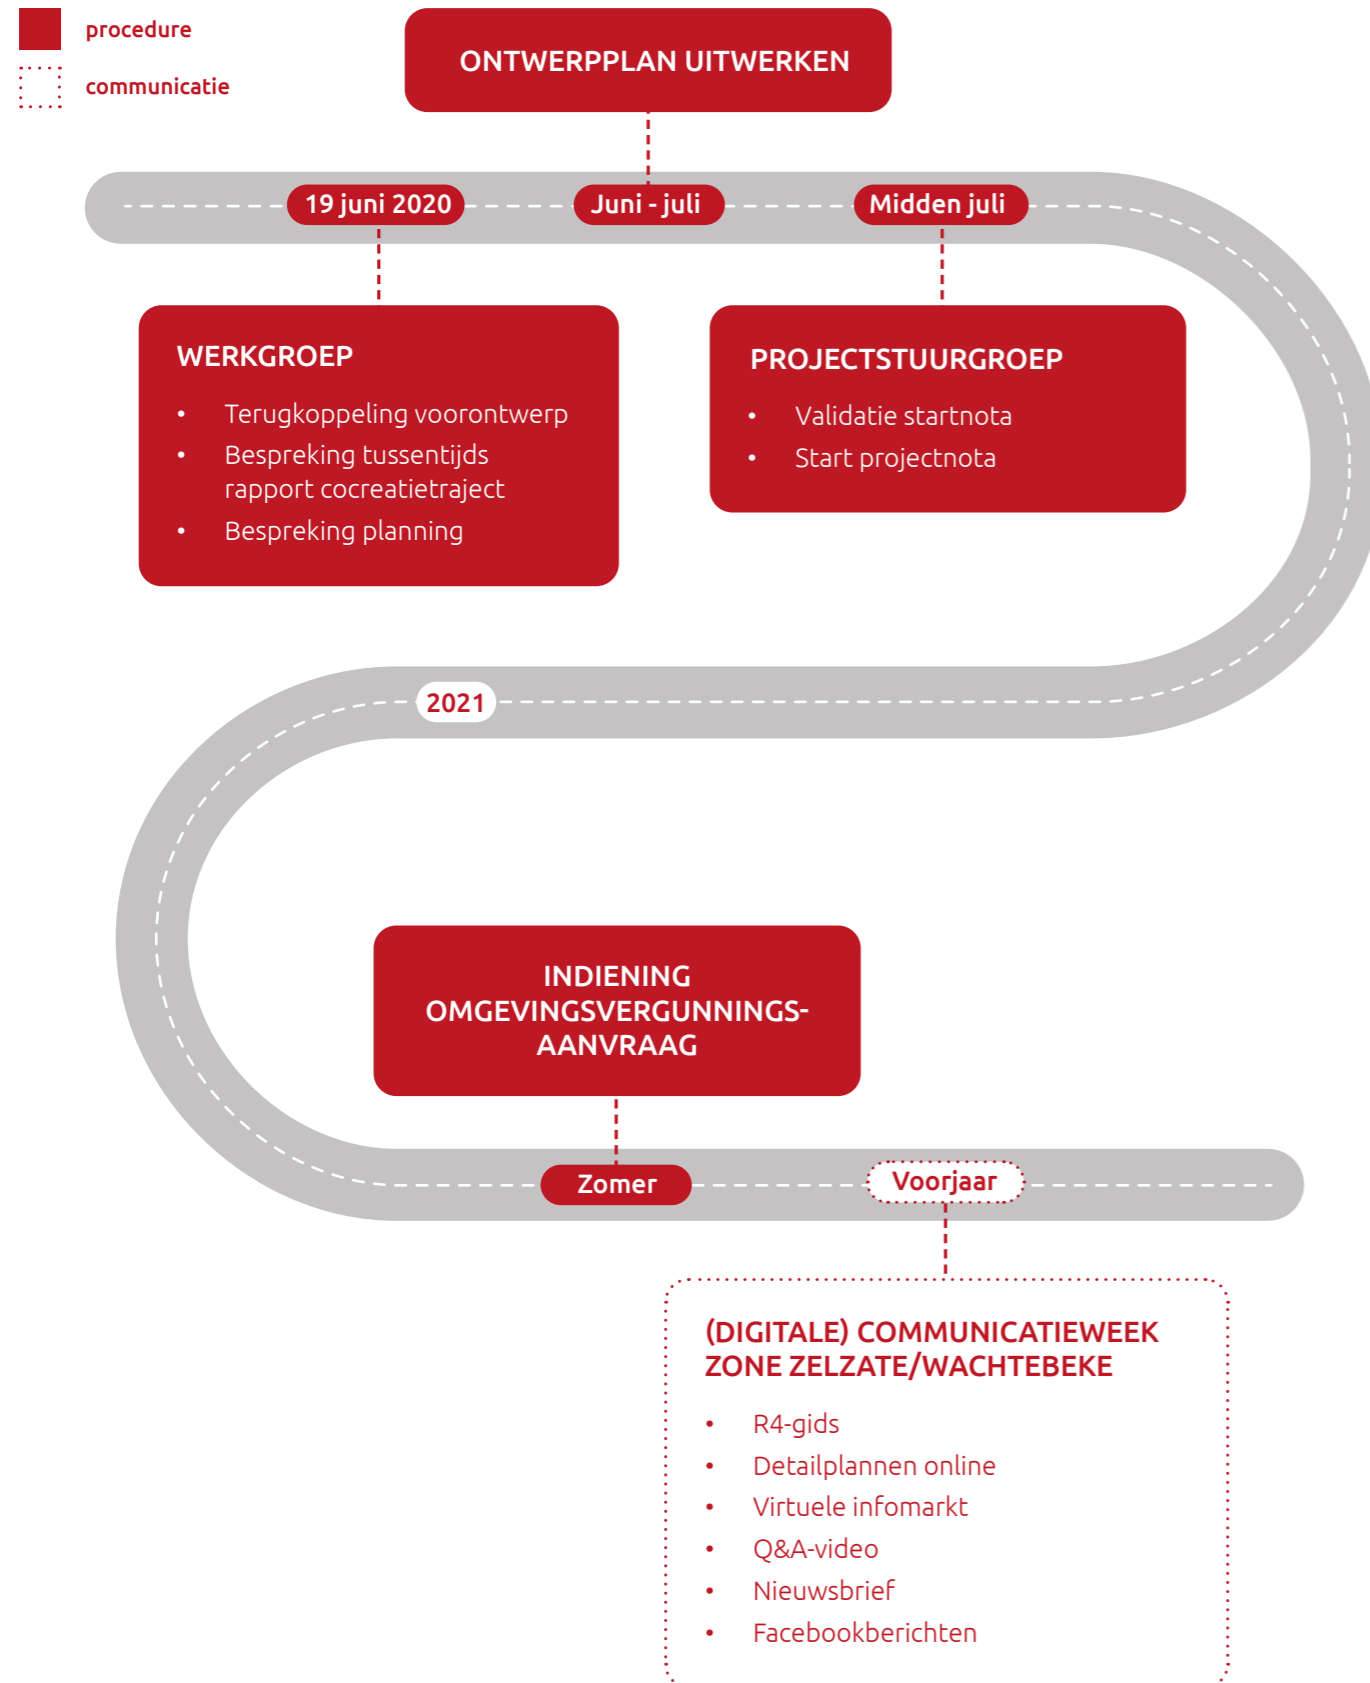 procedure
communicatie
ONTWERPPLAN UITWERKEN
19 juni 2020
Juni - juli
Midden juli
WERKGROEP
• Terugkoppeling voorontwerp
• Bespreking tussentijds
rapport cocreatietraject
• Bespreking planning
PROJECTSTUURGROEP
• Validatie startnota
• Start projectnota
2021
INDIENING
OMGEVINGSVERGUNNINGS-
AANVRAAG
Zomer
Voorjaar
(DIGITALE) COMMUNICATIEWEEK
ZONE ZELZATE/WACHTEBEKE
• R4-gids
• Detailplannen online
• Virtuele infomarkt
• Q&A-video
• Nieuwsbrief
• Facebookberichten